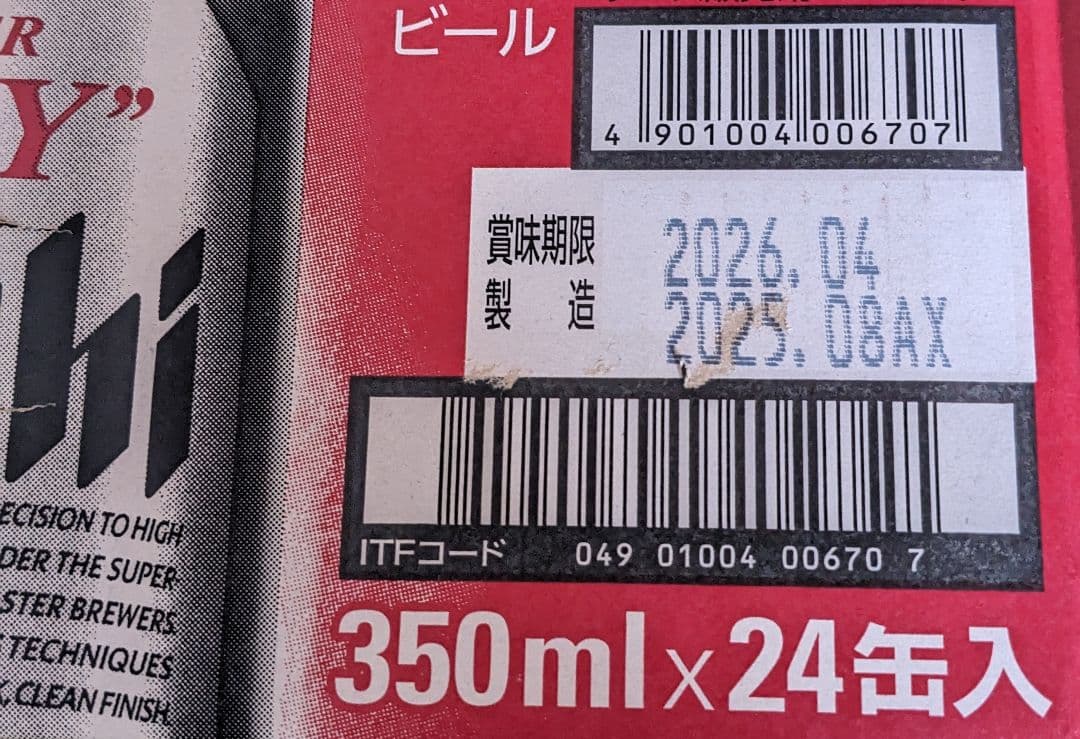 ビール
4 901004 006707
賞味期限 2026.04
製造 2025.08AX
ITFコード 049 01004 00670 7
350ml×24缶入
R
Y”
hi
ECISION TO HIGH
DER THE SUPER
STER BREWERS.
TECHNIQUES
, CLEAN FINISH.